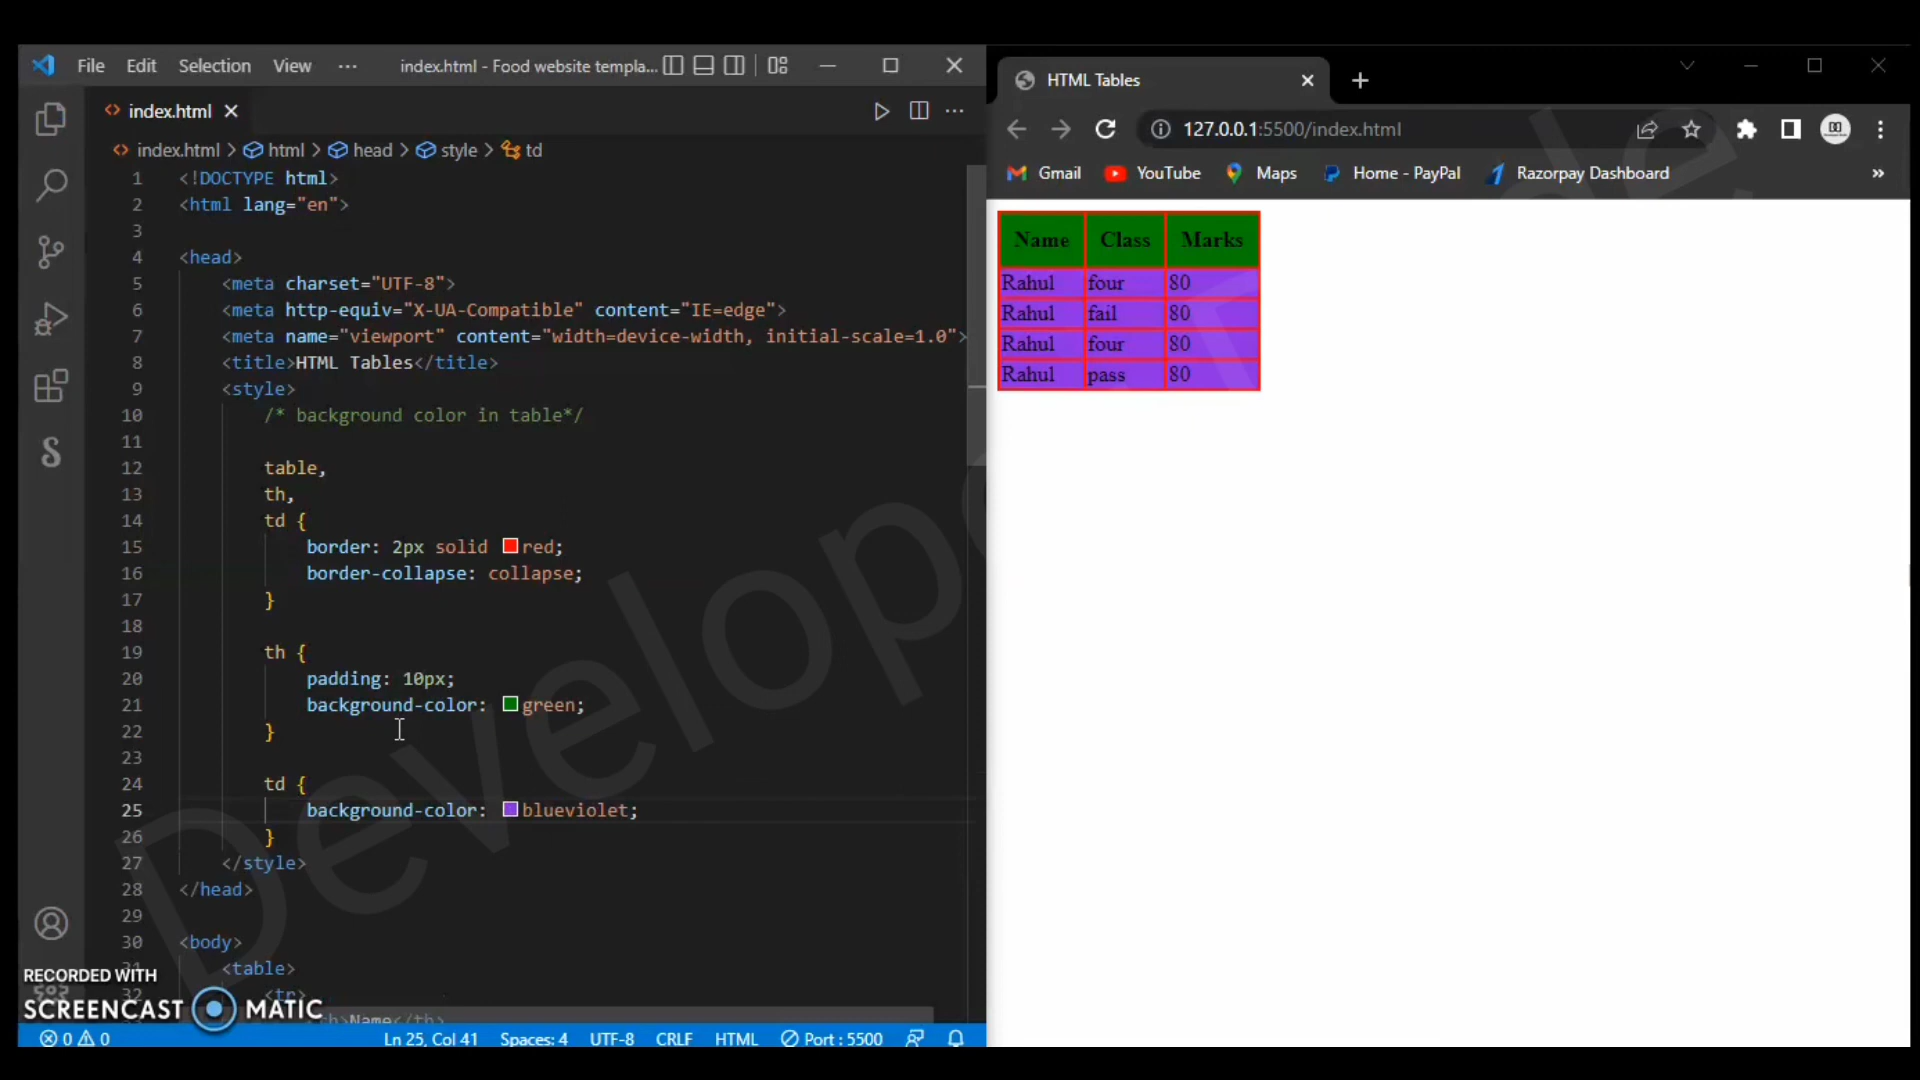 File Edit Selection View ··· index.html - Food website templa...
index.html
index.html > html > head > style > td
1 <!DOCTYPE html>
2 <html lang="en">
3
4 <head>
5 <meta charset="UTF-8">
6 <meta http-equiv="X-UA-Compatible" content="IE=edge">
7 <meta name="viewport" content="width=device-width, initial-scale=1.0">
8 <title>HTML Tables</title>
9 <style>
10 /* background color in table*/
11
12 table,
13 th,
14 td {
15 border: 2px solid red;
16 border-collapse: collapse;
17 }
18
19 th {
20 padding: 10px;
21 background-color: green;
22 }
23
24 td {
25 background-color: blueviolet;
26 }
27 </style>
28 </head>
29
30 <body>
31 <table>
32 <tr>
<th>Name</th>
RECORDED WITH
SCREENCAST MATIC
0 0 Ln 25, Col 41 Spaces: 4 UTF-8 CRLF HTML Port : 5500
HTML Tables
127.0.0.1:5500/index.html
Gmail YouTube Maps Home - PayPal Razorpay Dashboard »
Name Class Marks
Rahul four 80
Rahul fail 80
Rahul four 80
Rahul pass 80